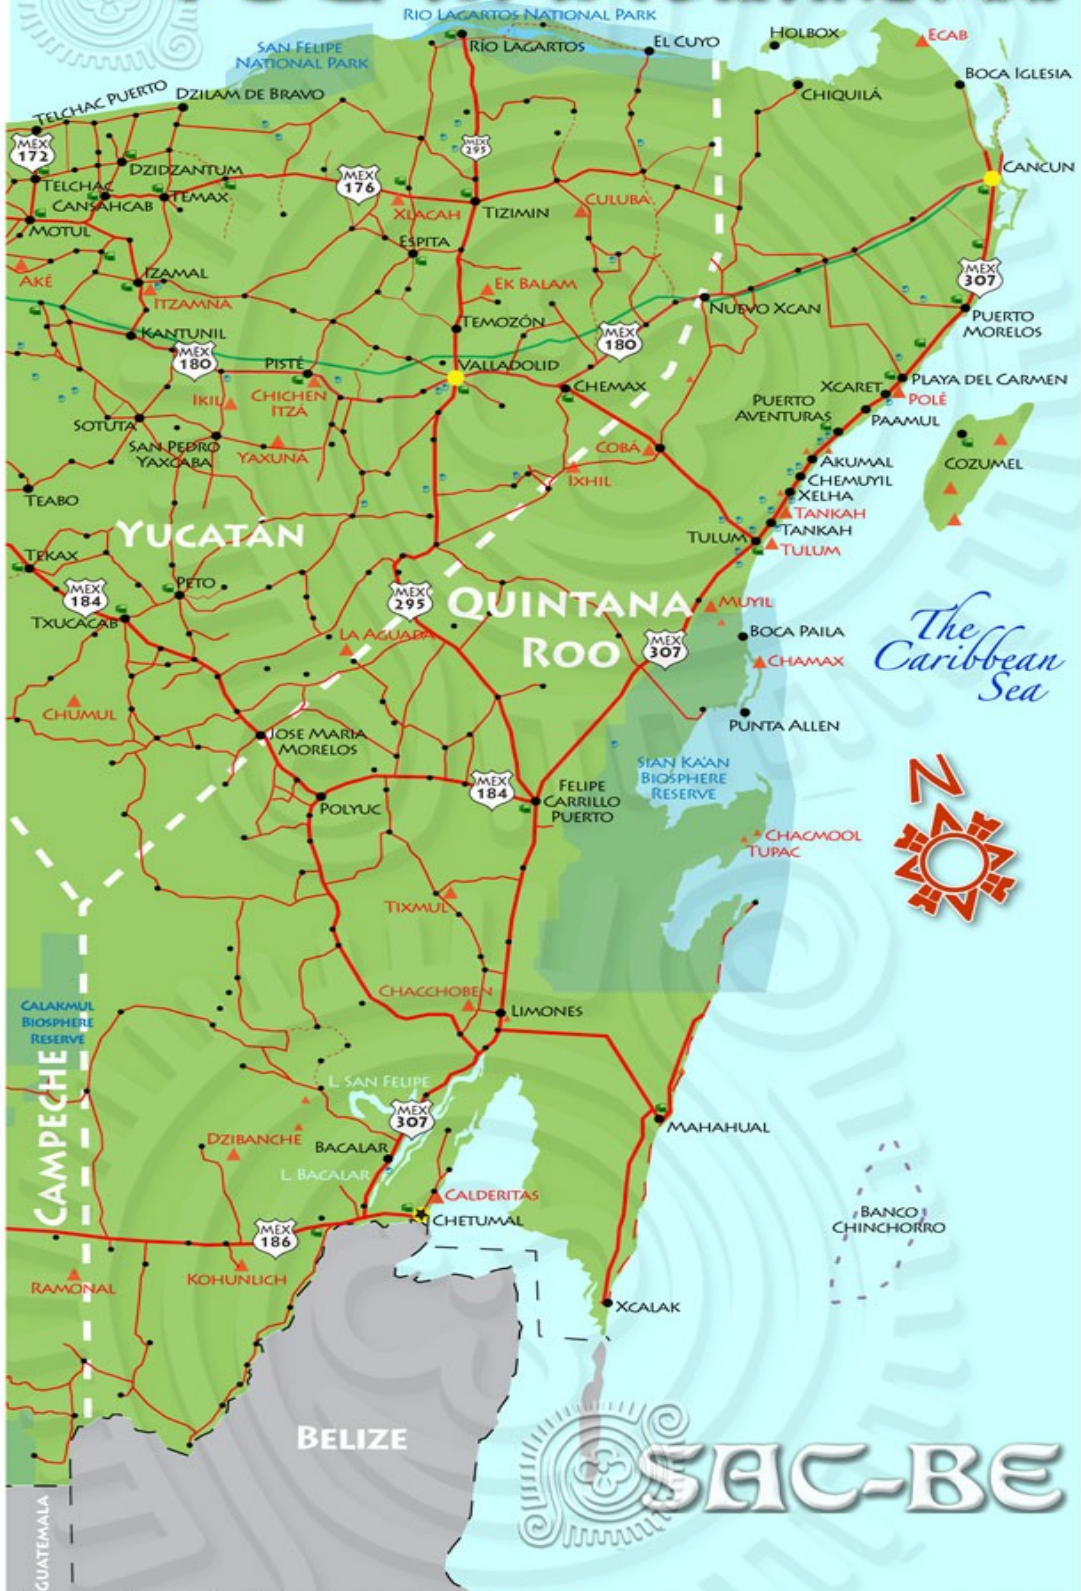 RIO LAGARTOS NATIONAL PARK
HOLBOX
ECAB
SAN FELIPE
NATIONAL PARK
RÍO LAGARTOS
EL CUYO
BOCA IGLESIA
TELCHAC PUERTO
DZILAM DE BRAVO
CHIQUILÁ
MEX
172
MEX
295
DZIDZANTUM
MEX
176
CANCUN
TELCHAC
CANSAHCAB
TEMAX
XLACAH
TIZIMIN
CULUBA
MOTUL
ESPITA
AKÉ
IZAMAL
ITZAMNA
EK BALAM
MEX
307
NUEVO XCAN
PUERTO
MORELOS
TEMOZÓN
KANTUNIL
MEX
180
MEX
180
PISTÉ
VALLADOLID
CHEMAX
XCARET
PLAYA DEL CARMEN
POLÉ
IKIL
CHICHEN
ITZÁ
PUERTO
AVENTURAS
PAAMUL
SOTUTA
SAN PEDRO
YAXCABA
YAXUNÁ
COBÁ
IXHIL
AKUMAL
CHEMUYIL
XELHA
COZUMEL
TEABO
TANKAH
TANKAH
YUCATÁN
TULUM
TULUM
TEKAX
MEX
184
PETO
MEX
295
QUINTANA
ROO
MUYIL
TXUCACAB
LA AGUADA
MEX
307
BOCA PAILA
CHAMAX
The
Caribbean
Sea
CHUMUL
PUNTA ALLEN
JOSE MARIA
MORELOS
SIAN KA'AN
BIOSPHERE
RESERVE
N
MEX
184
FELIPE
CARRILLO
PUERTO
POLYUC
CHACMOOL
TUPAC
TIXMUL
CHACCHOBEN
LIMONES
CALAKMUL
BIOSPHERE
RESERVE
CAMPECHE
L. SAN FELIPE
MEX
307
MAHAHUAL
DZIBANCHE
BACALAR
L. BACALAR
CALDERITAS
CHETUMAL
BANCO
CHINCHORRO
MEX
186
RAMONAL
KOHUNLICH
XCALAK
BELIZE
SAC-BE
GUATEMALA